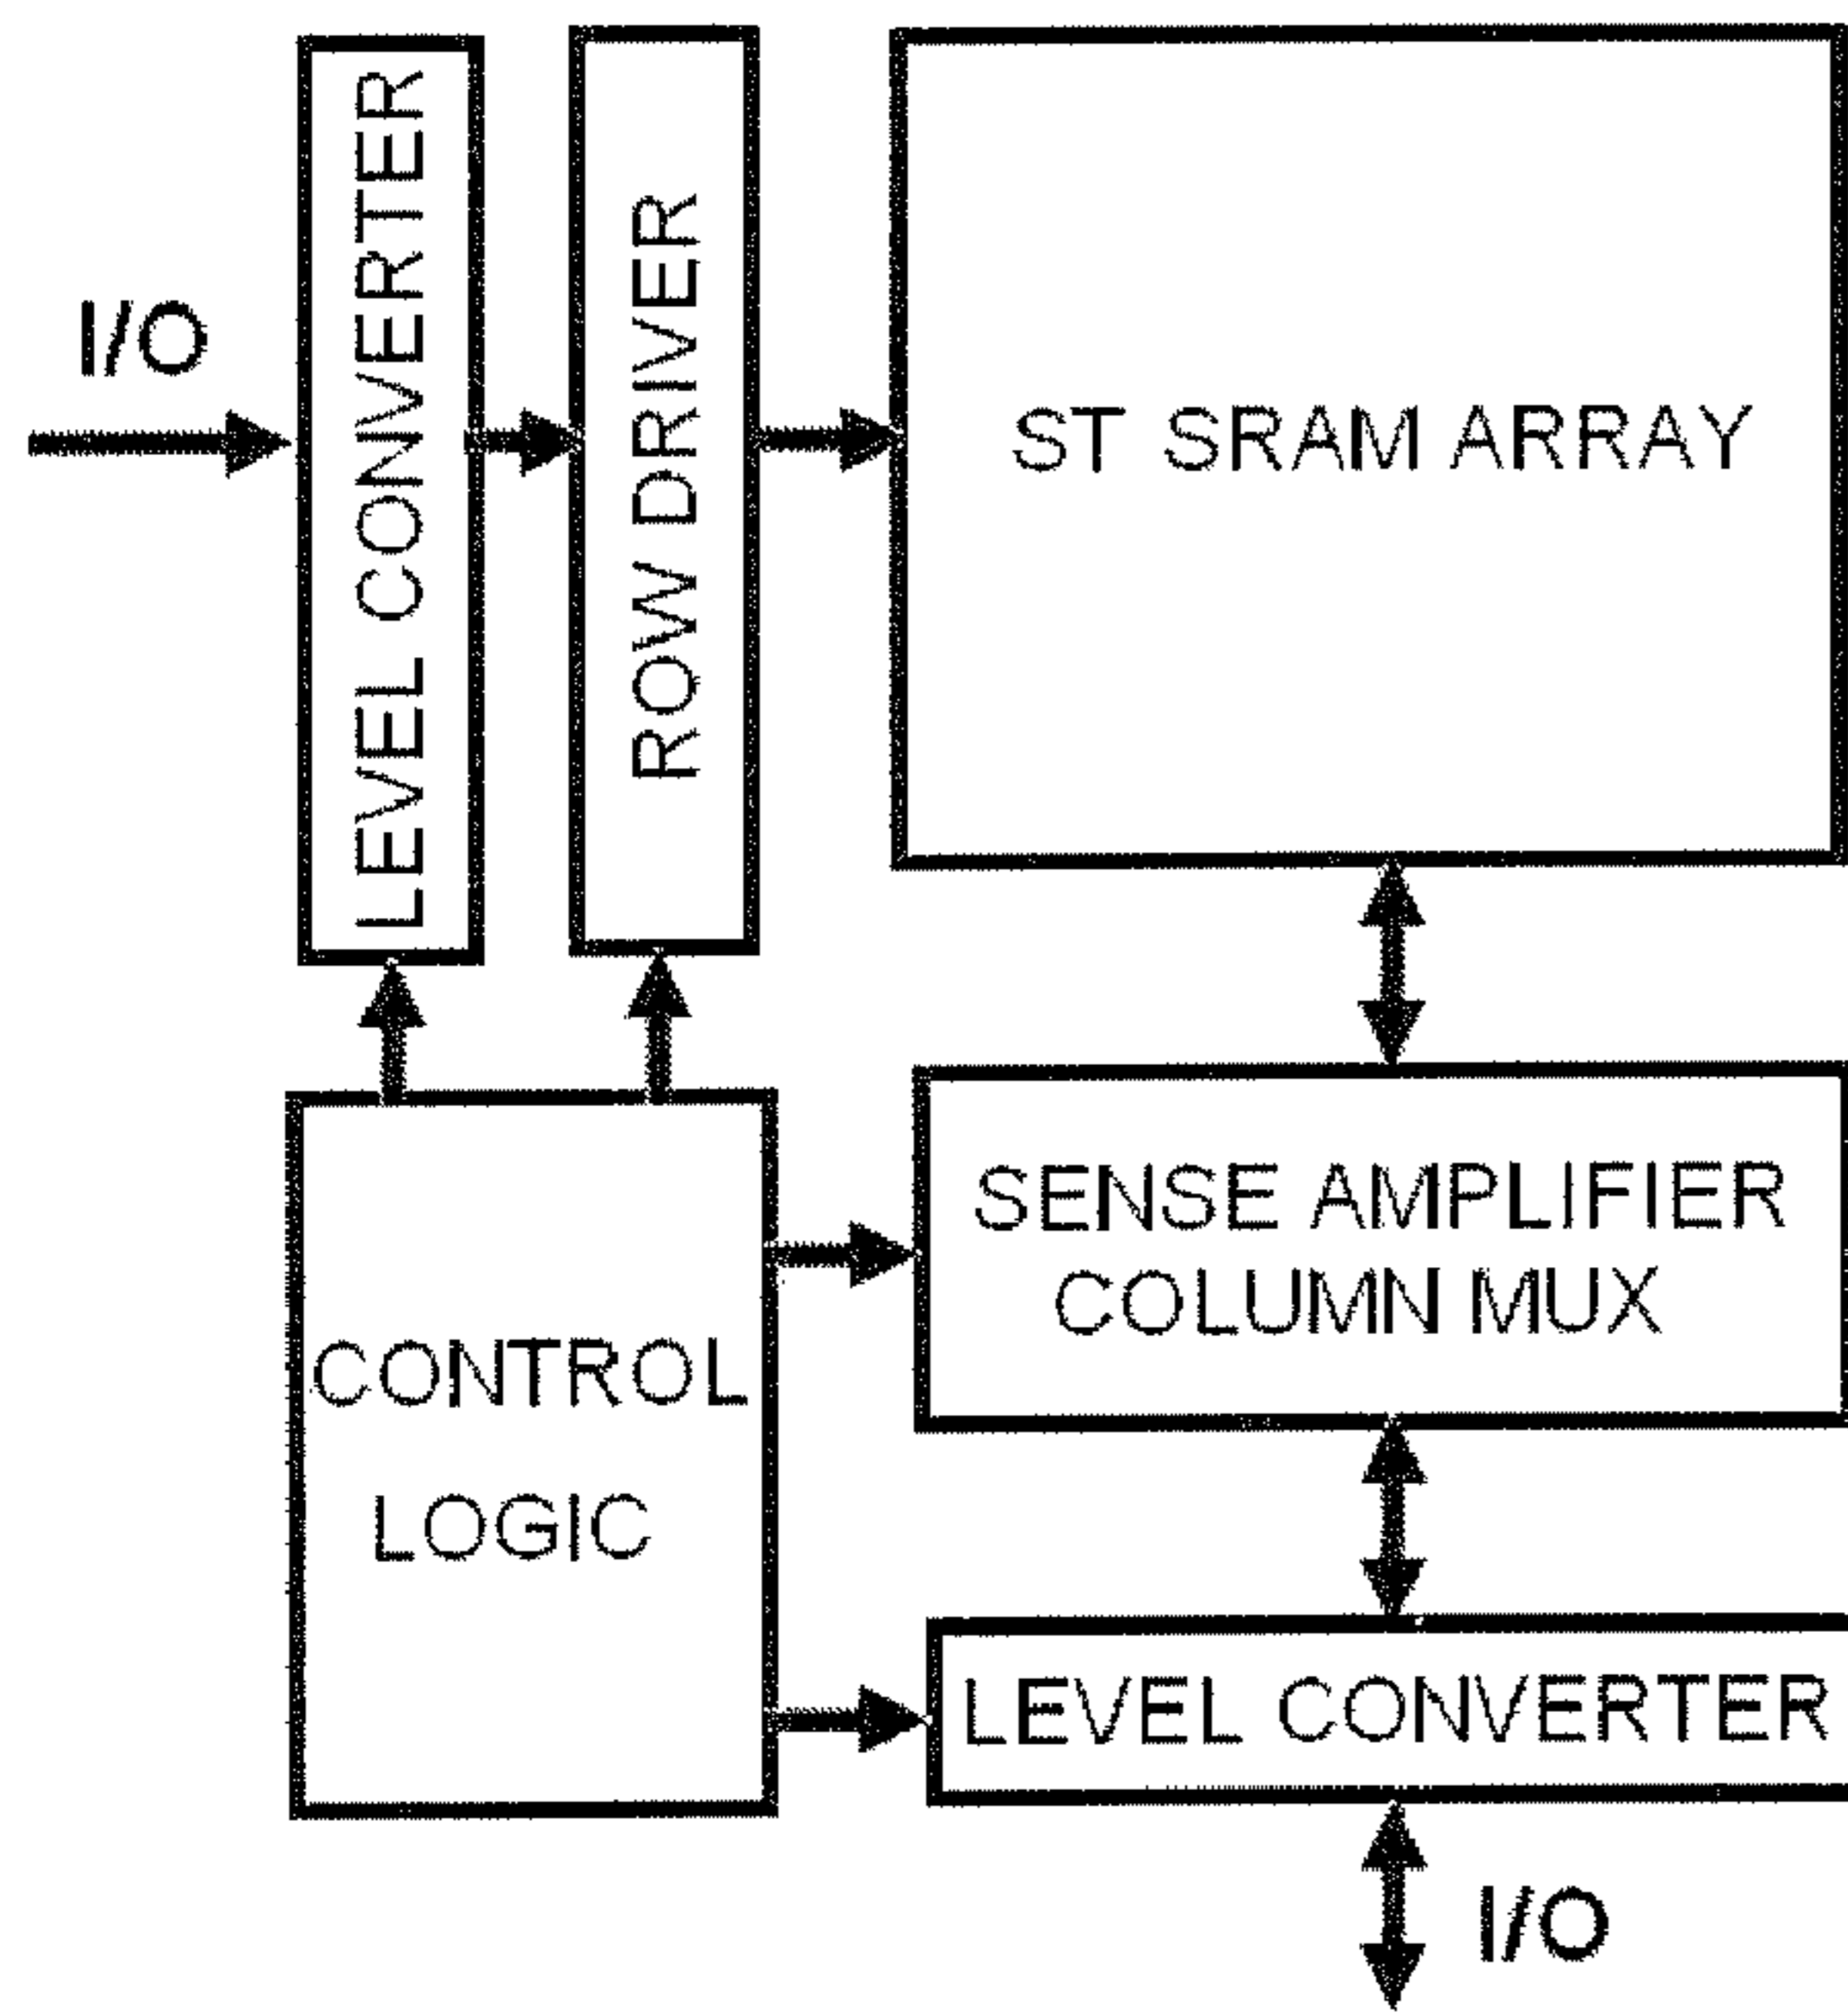 I/O
LEVEL CONVERTER
ROW DRIVER
ST SRAM ARRAY
CONTROL
LOGIC
SENSE AMPLIFIER
COLUMN MUX
LEVEL CONVERTER
I/O